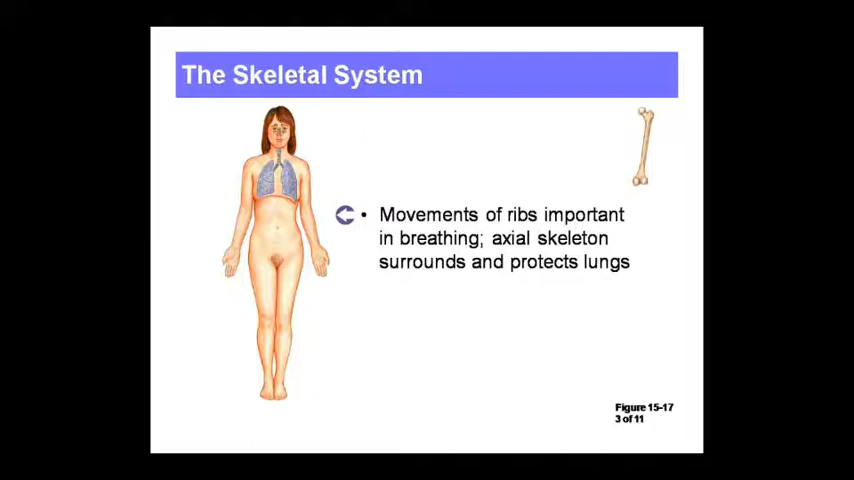 The Skeletal System
• Movements of ribs important
in breathing; axial skeleton
surrounds and protects lungs
Figure 15-17
3 of 11